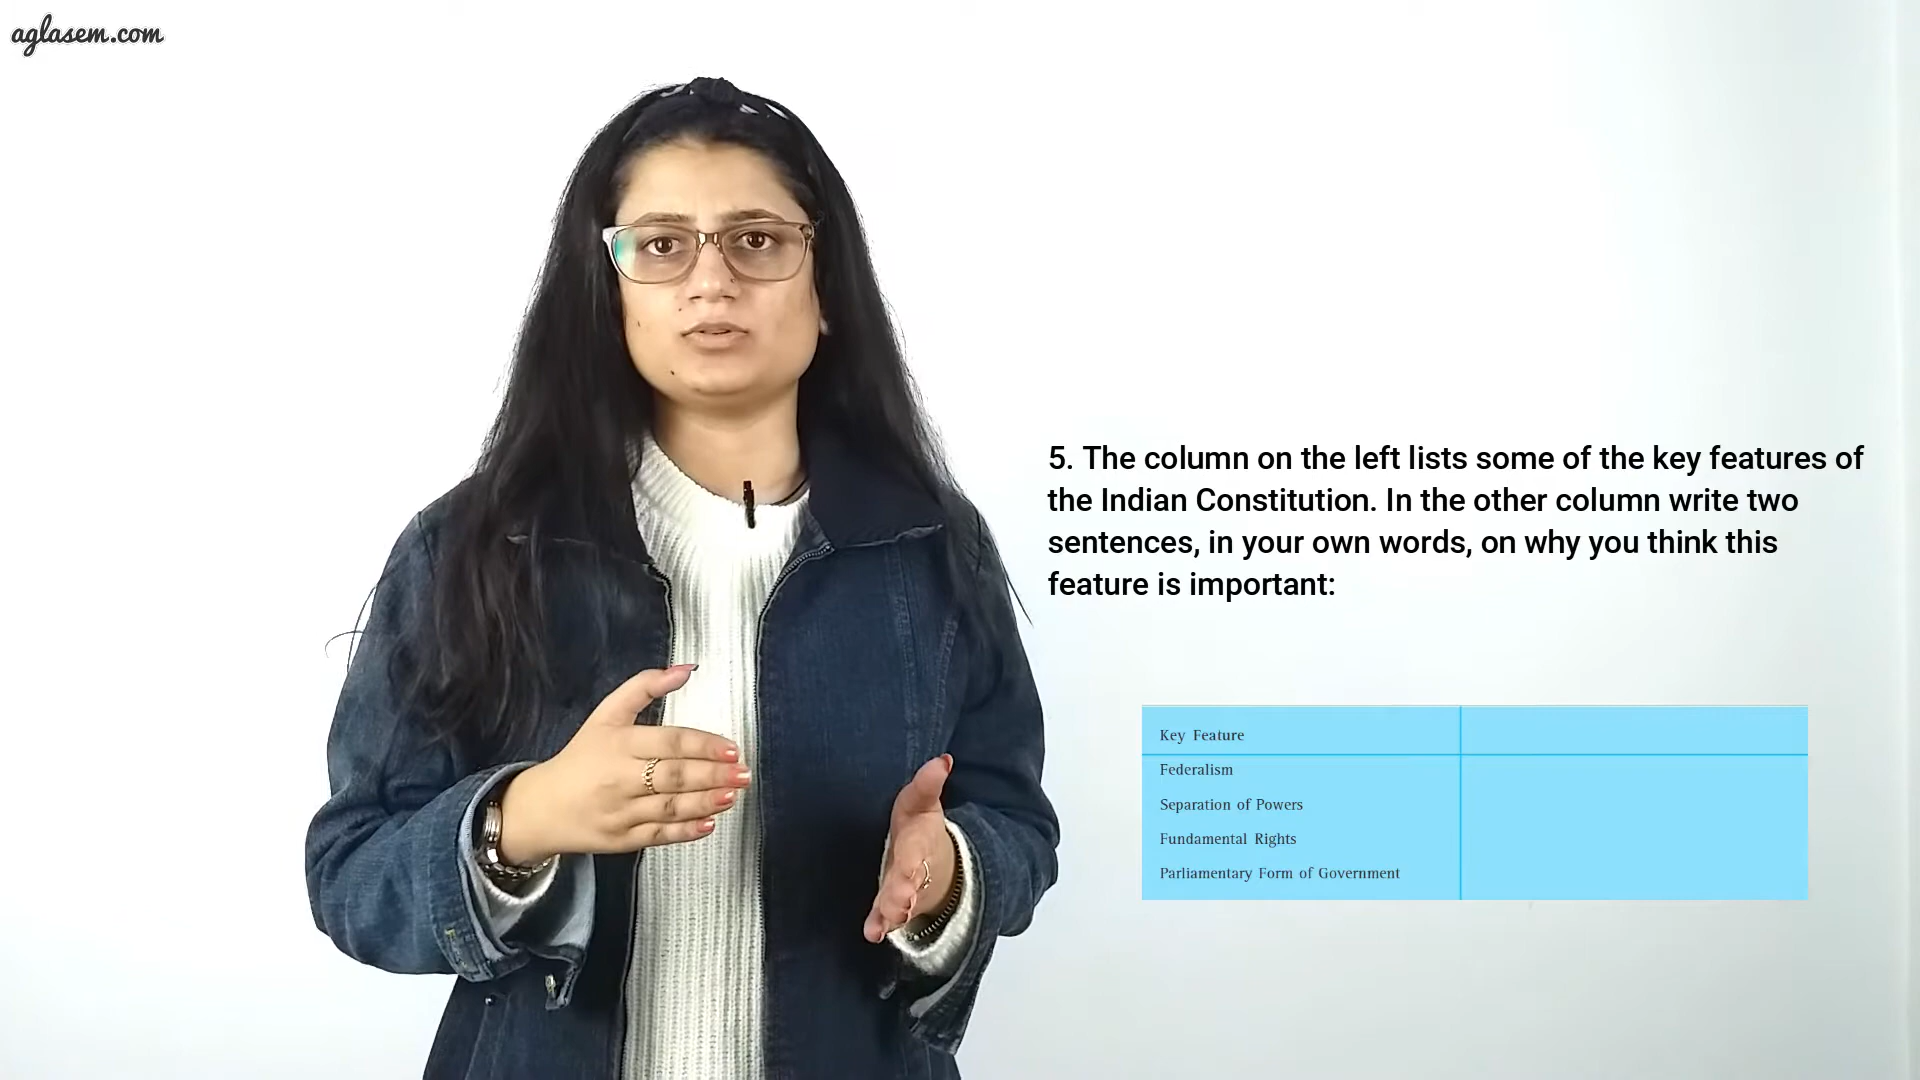 aglasem.com
5. The column on the left lists some of the key features of
the Indian Constitution. In the other column write two
sentences, in your own words, on why you think this
feature is important:
Key Feature
Federalism
Separation of Powers
Fundamental Rights
Parliamentary Form of Government